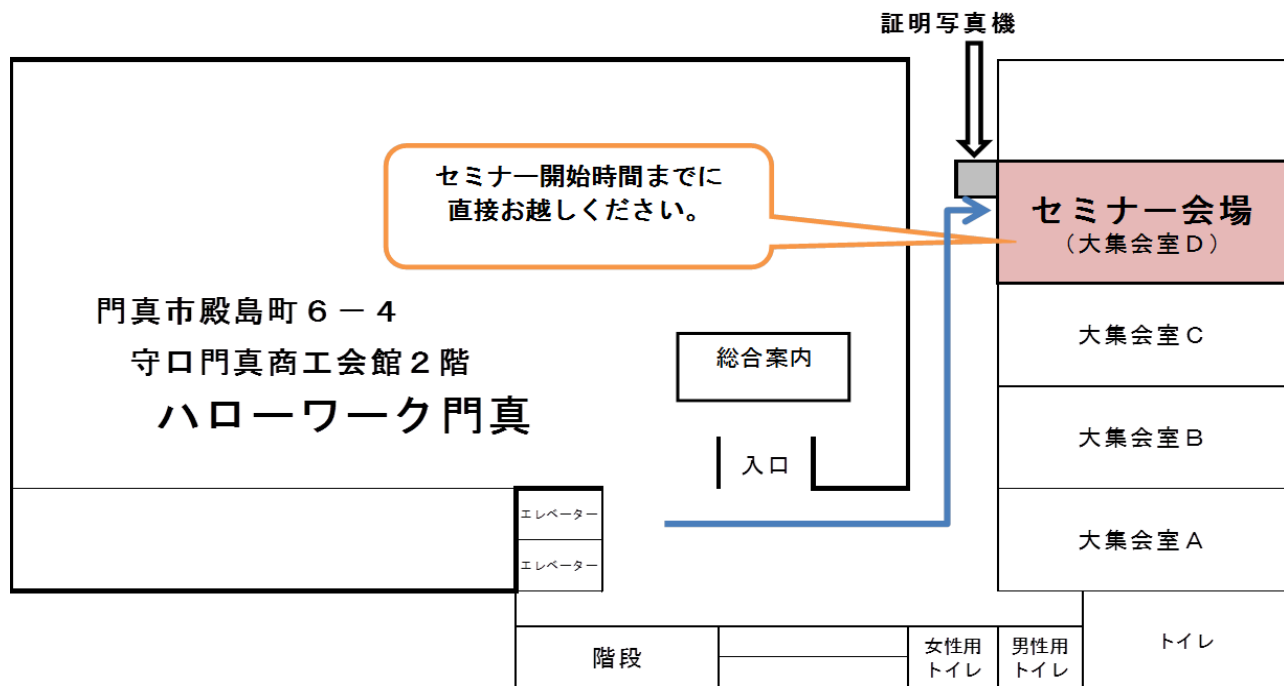 証明写真機
セミナー開始時間までに
直接お越しください。
セミナー会場
（大集会室Ｄ）
門真市殿島町６－４
守口門真商工会館２階
ハローワーク門真
総合案内
大集会室Ｃ
入口
大集会室Ｂ
エレベーター
エレベーター
大集会室Ａ
階段
女性用
トイレ
男性用
トイレ
トイレ